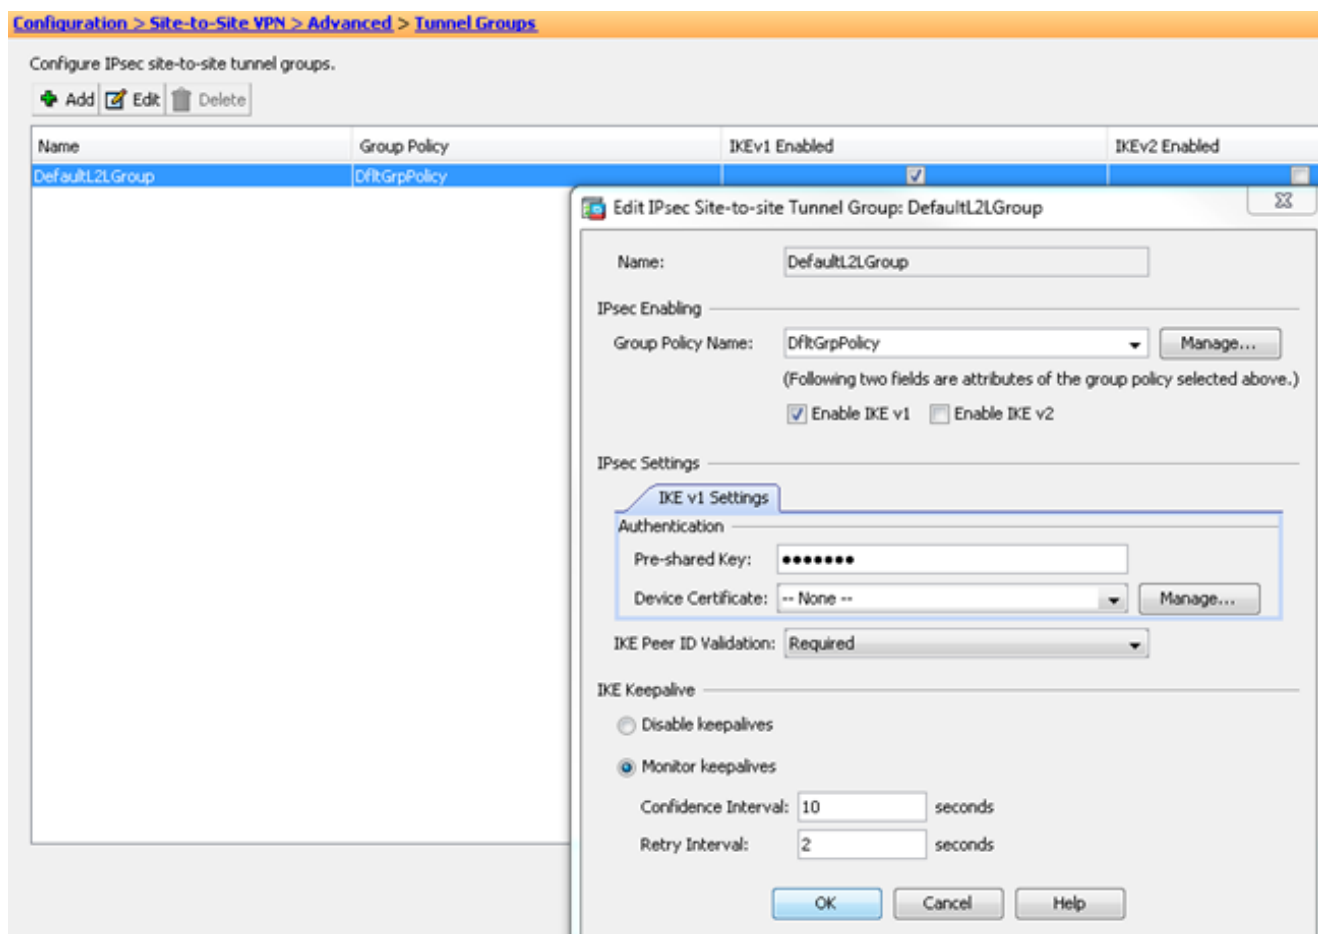 Configuration > Site-to-Site VPN > Advanced > Tunnel Groups
Configure IPsec site-to-site tunnel groups.
Add Edit Delete
Name Group Policy IKEv1 Enabled IKEv2 Enabled
DefaultL2LGroup DfltGrpPolicy
Edit IPsec Site-to-site Tunnel Group: DefaultL2LGroup
Name: DefaultL2LGroup
IPsec Enabling
Group Policy Name: DfltGrpPolicy Manage...
(Following two fields are attributes of the group policy selected above.)
Enable IKE v1 Enable IKE v2
IPsec Settings
IKE v1 Settings
Authentication
Pre-shared Key: •••••••
Device Certificate: -- None -- Manage...
IKE Peer ID Validation: Required
IKE Keepalive
Disable keepalives
Monitor keepalives
Confidence Interval: 10 seconds
Retry Interval: 2 seconds
OK Cancel Help